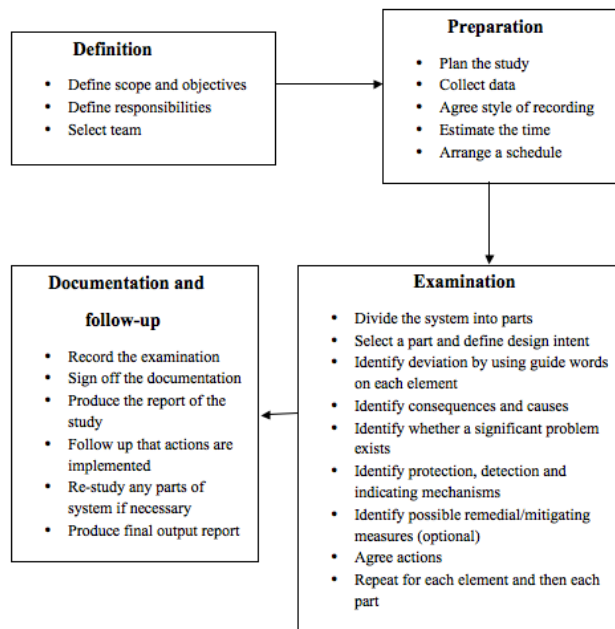 Definition
• Define scope and objectives
• Define responsibilities
• Select team
Preparation
• Plan the study
• Collect data
• Agree style of recording
• Estimate the time
• Arrange a schedule
Examination
• Divide the system into parts
• Select a part and define design intent
• Identify deviation by using guide words
on each element
• Identify consequences and causes
• Identify whether a significant problem
exists
• Identify protection, detection and
indicating mechanisms
• Identify possible remedial/mitigating
measures (optional)
• Agree actions
• Repeat for each element and then each
part
Documentation and
follow-up
• Record the examination
• Sign off the documentation
• Produce the report of the
study
• Follow up that actions are
implemented
• Re-study any parts of
system if necessary
• Produce final output report